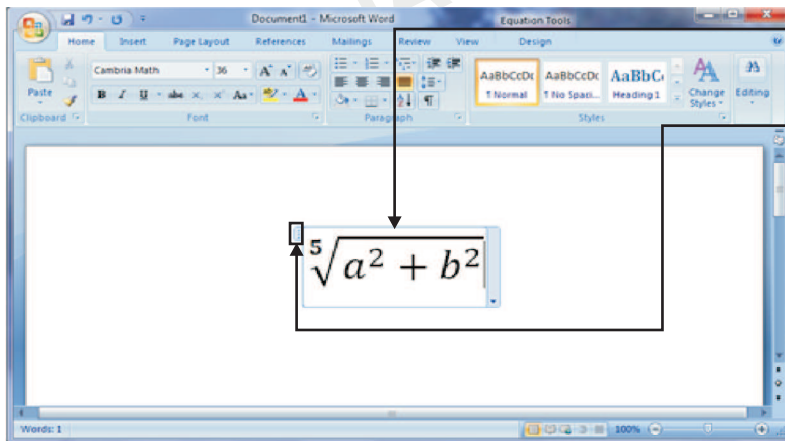 Document1 - Microsoft Word
Equation Tools
Home Insert Page Layout References Mailings Review View Design
Cambria Math 36 A A
Paste
B I U abe x, x' Aa A
AaBbCcDc AaBbCcDc AaBbC
¶ Normal ¶ No Spaci... Heading 1
Change Styles Editing
Clipboard Font Paragraph Styles
⁵√a² + b²
Words: 1 100%